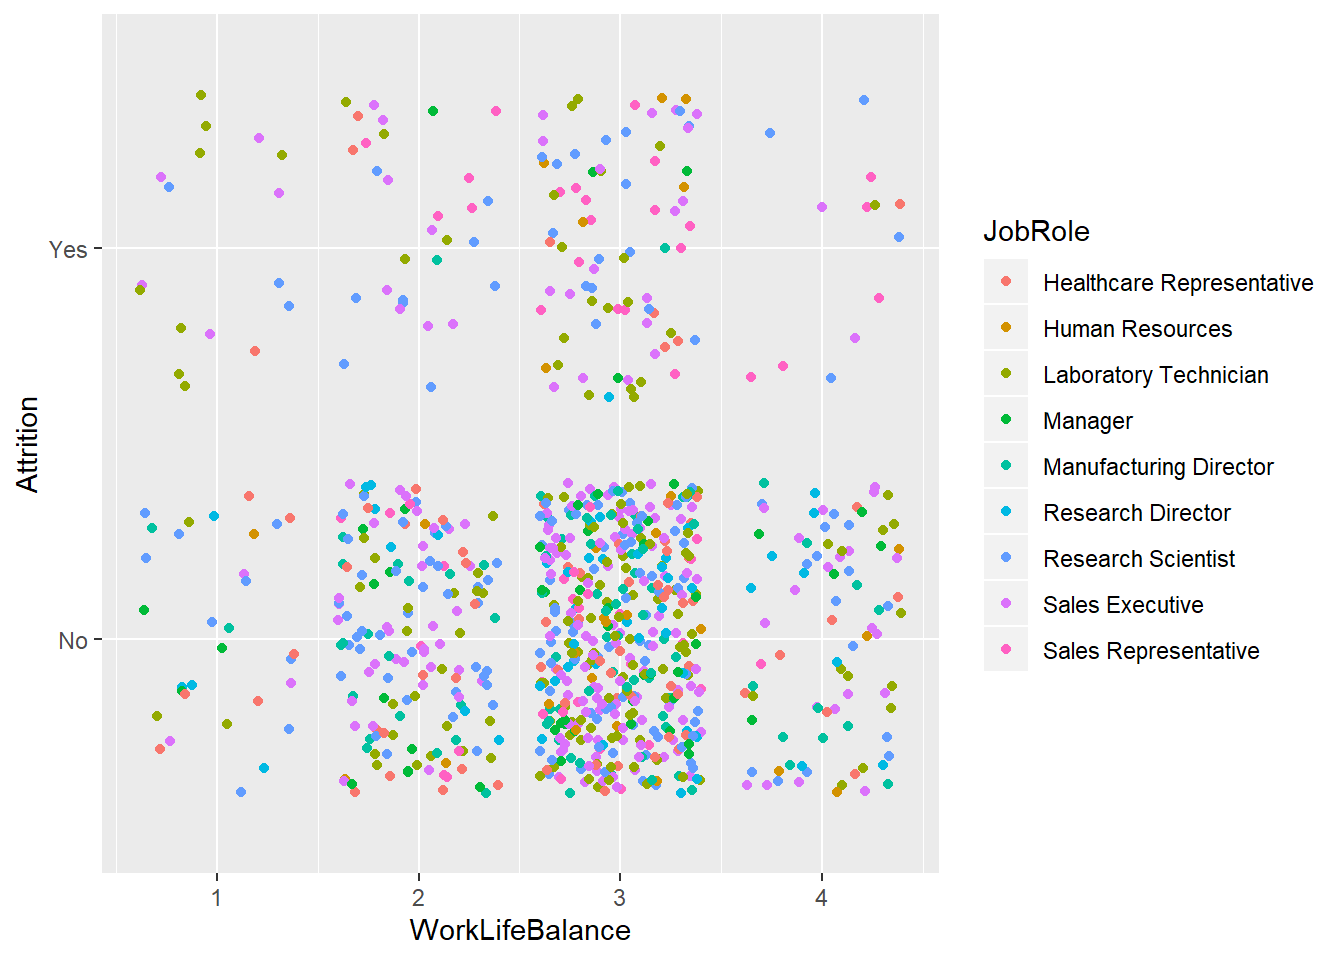 Yes
No
Attrition
1 2 3 4
WorkLifeBalance
JobRole
Healthcare Representative
Human Resources
Laboratory Technician
Manager
Manufacturing Director
Research Director
Research Scientist
Sales Executive
Sales Representative